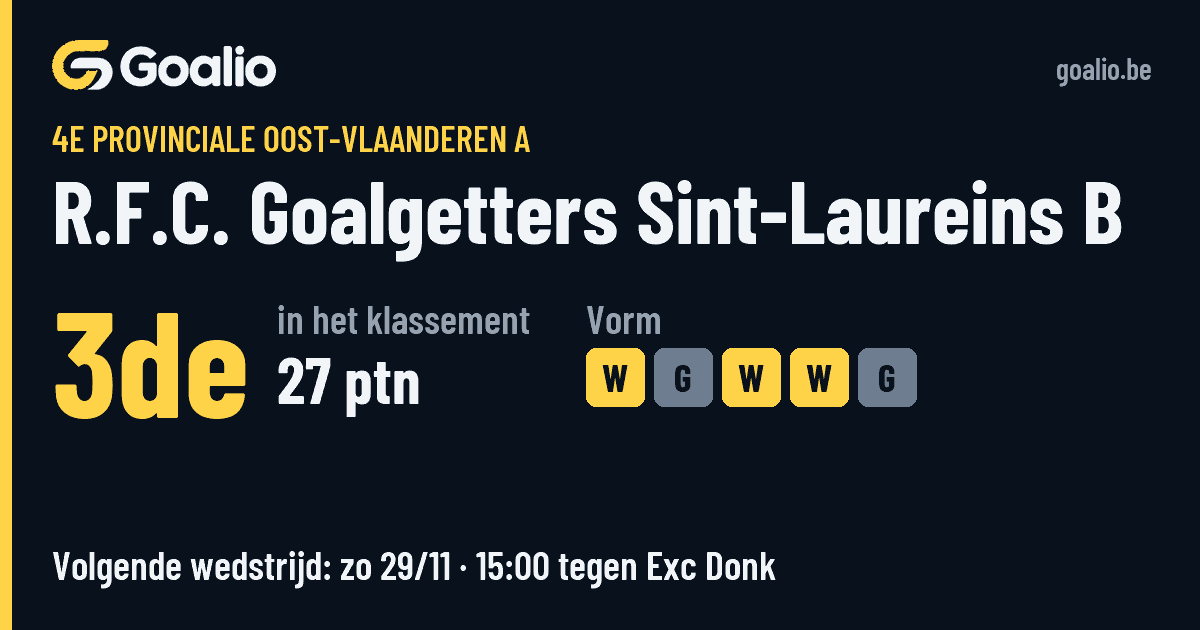 Goalio
goalio.be
4E PROVINCIALE OOST-VLAANDEREN A
R.F.C. Goalgetters Sint-Laureins B
3de
in het klassement
27 ptn
Vorm
W G W W G
Volgende wedstrijd: zo 29/11 · 15:00 tegen Exc Donk